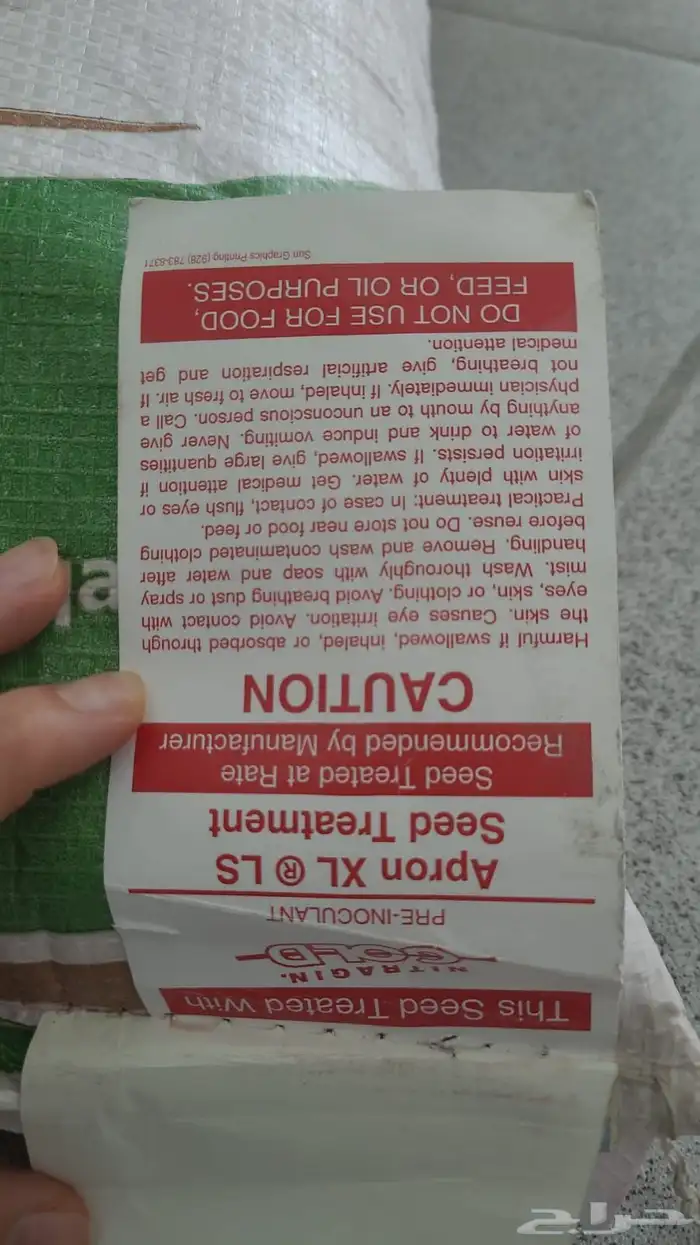 This Seed Treated With
NITRAGIN.
GOLD
PRE-INOCULANT
Apron XL ® LS
Seed Treatment
Seed Treated at Rate
Recommended by Manufacturer
CAUTION
Harmful if swallowed, inhaled, or absorbed through
the skin. Causes eye irritation. Avoid contact with
eyes, skin, or clothing. Avoid breathing dust or spray
mist. Wash thoroughly with soap and water after
handling. Remove and wash contaminated clothing
before reuse. Do not store near food or feed.
Practical treatment: In case of contact, flush eyes or
skin with plenty of water. Get medical attention if
irritation persists. If swallowed, give large quantities
of water to drink and induce vomiting. Never give
anything by mouth to an unconscious person. Call a
physician immediately. If inhaled, move to fresh air. If
not breathing, give artificial respiration and get
medical attention.
DO NOT USE FOR FOOD,
FEED, OR OIL PURPOSES.
Sun Graphics Printing (928) 783-8371
حراج